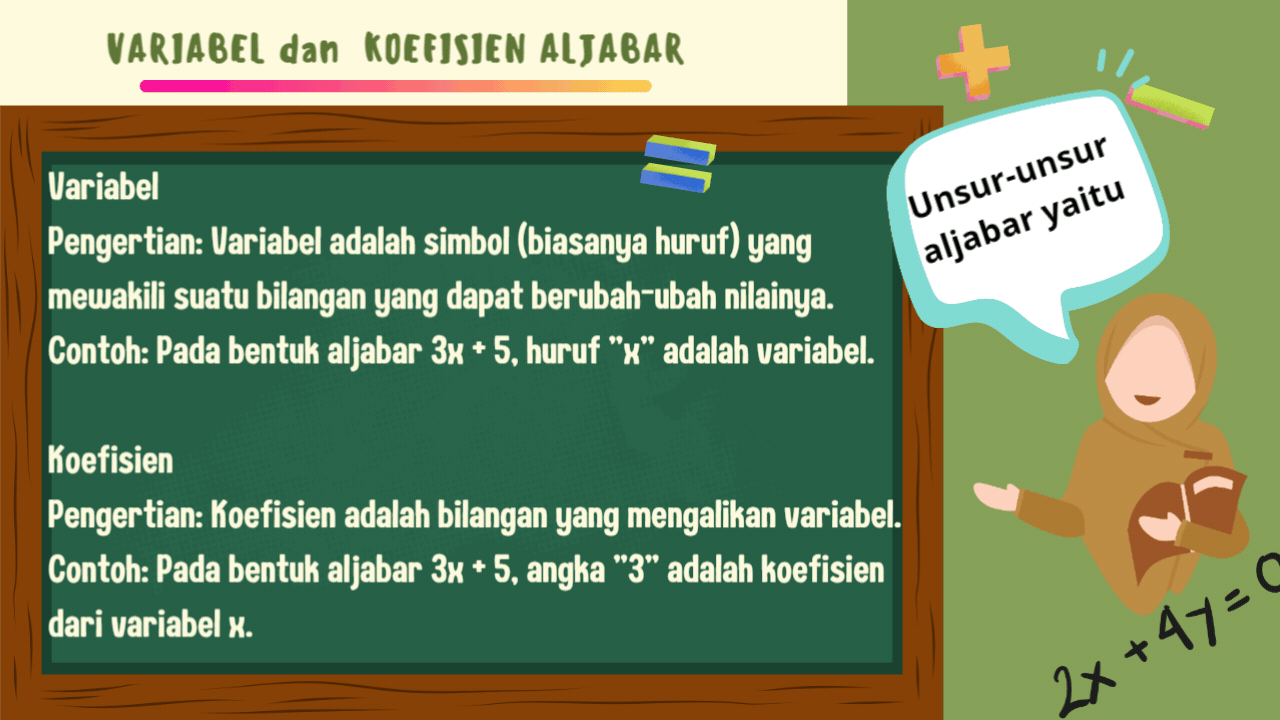 VARIABEL dan KOEFISIEN ALJABAR
Variabel
Pengertian: Variabel adalah simbol (biasanya huruf) yang
mewakili suatu bilangan yang dapat berubah-ubah nilainya.
Contoh: Pada bentuk aljabar 3x + 5, huruf "x" adalah variabel.
Koefisien
Pengertian: Koefisien adalah bilangan yang mengalikan variabel.
Contoh: Pada bentuk aljabar 3x + 5, angka "3" adalah koefisien
dari variabel x.
Unsur-unsur
aljabar yaitu
2x + 4y = 0